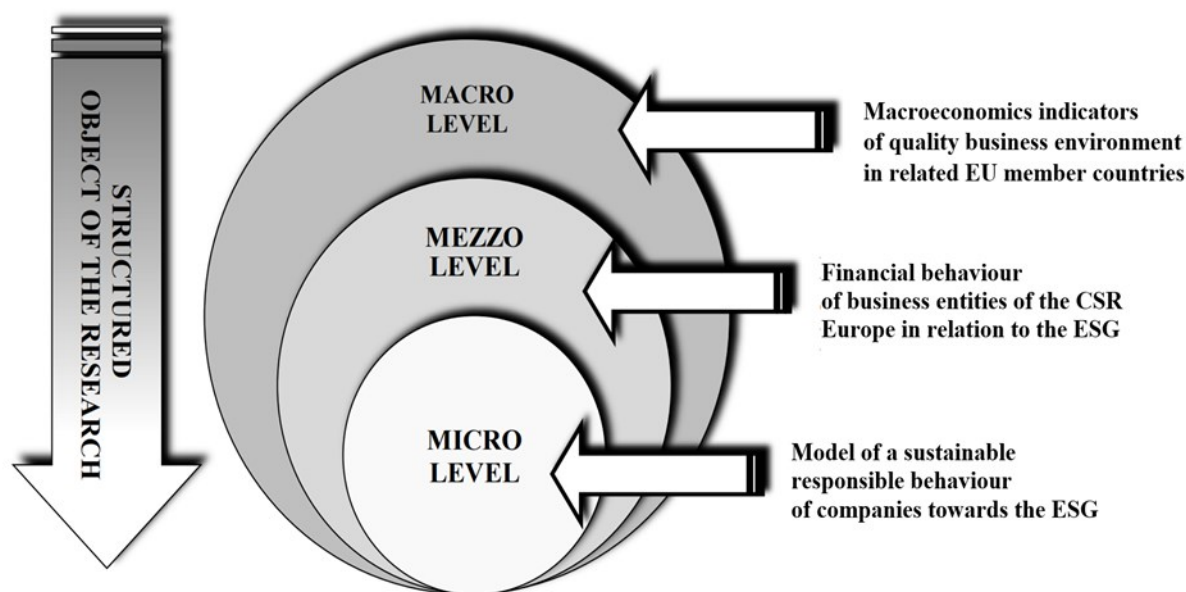 STRUCTURED
OBJECT OF THE RESEARCH
MACRO
LEVEL
Macroeconomics indicators
of quality business environment
in related EU member countries
MEZZO
LEVEL
Financial behaviour
of business entities of the CSR
Europe in relation to the ESG
MICRO
LEVEL
Model of a sustainable
responsible behaviour
of companies towards the ESG